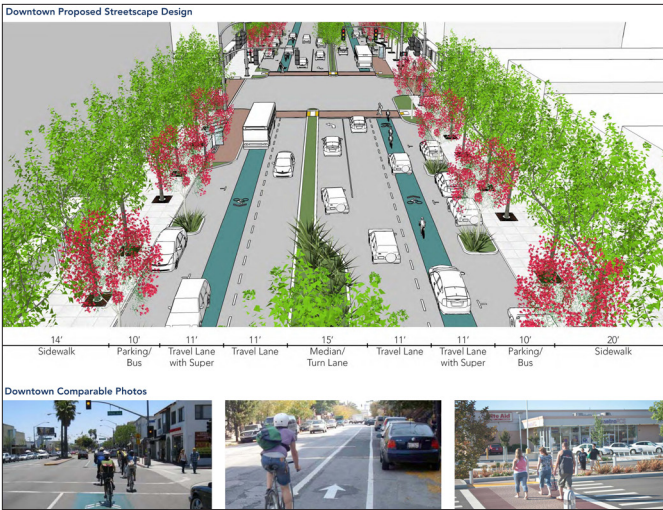 Downtown Proposed Streetscape Design
14' 10' 11' 11' 15' 11' 11' 10' 20'
Sidewalk Parking/ Travel Lane Travel Lane Median/ Travel Lane Travel Lane Parking/ Sidewalk
Bus with Super Turn Lane with Super Bus
Downtown Comparable Photos